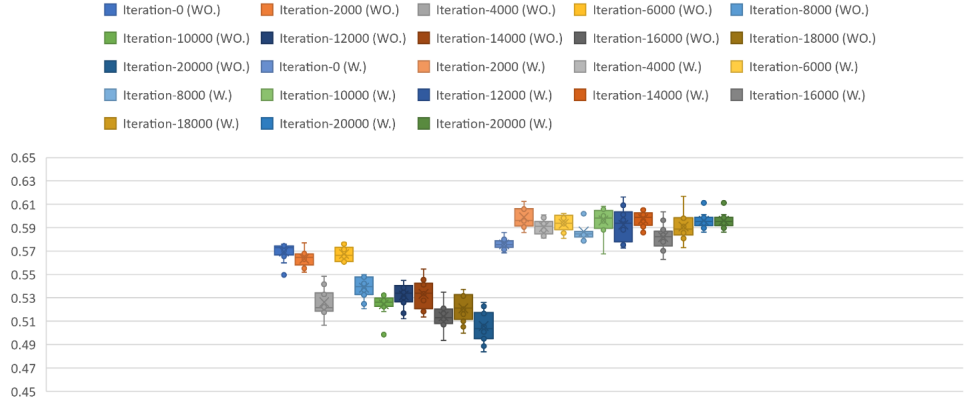 Iteration-0 (WO.) Iteration-2000 (WO.) Iteration-4000 (WO.) Iteration-6000 (WO.) Iteration-8000 (WO.)
Iteration-10000 (WO.) Iteration-12000 (WO.) Iteration-14000 (WO.) Iteration-16000 (WO.) Iteration-18000 (WO.)
Iteration-20000 (WO.) Iteration-0 (W.) Iteration-2000 (W.) Iteration-4000 (W.) Iteration-6000 (W.)
Iteration-8000 (W.) Iteration-10000 (W.) Iteration-12000 (W.) Iteration-14000 (W.) Iteration-16000 (W.)
Iteration-18000 (W.) Iteration-20000 (W.) Iteration-20000 (W.)
0.65
0.63
0.61
0.59
0.57
0.55
0.53
0.51
0.49
0.47
0.45